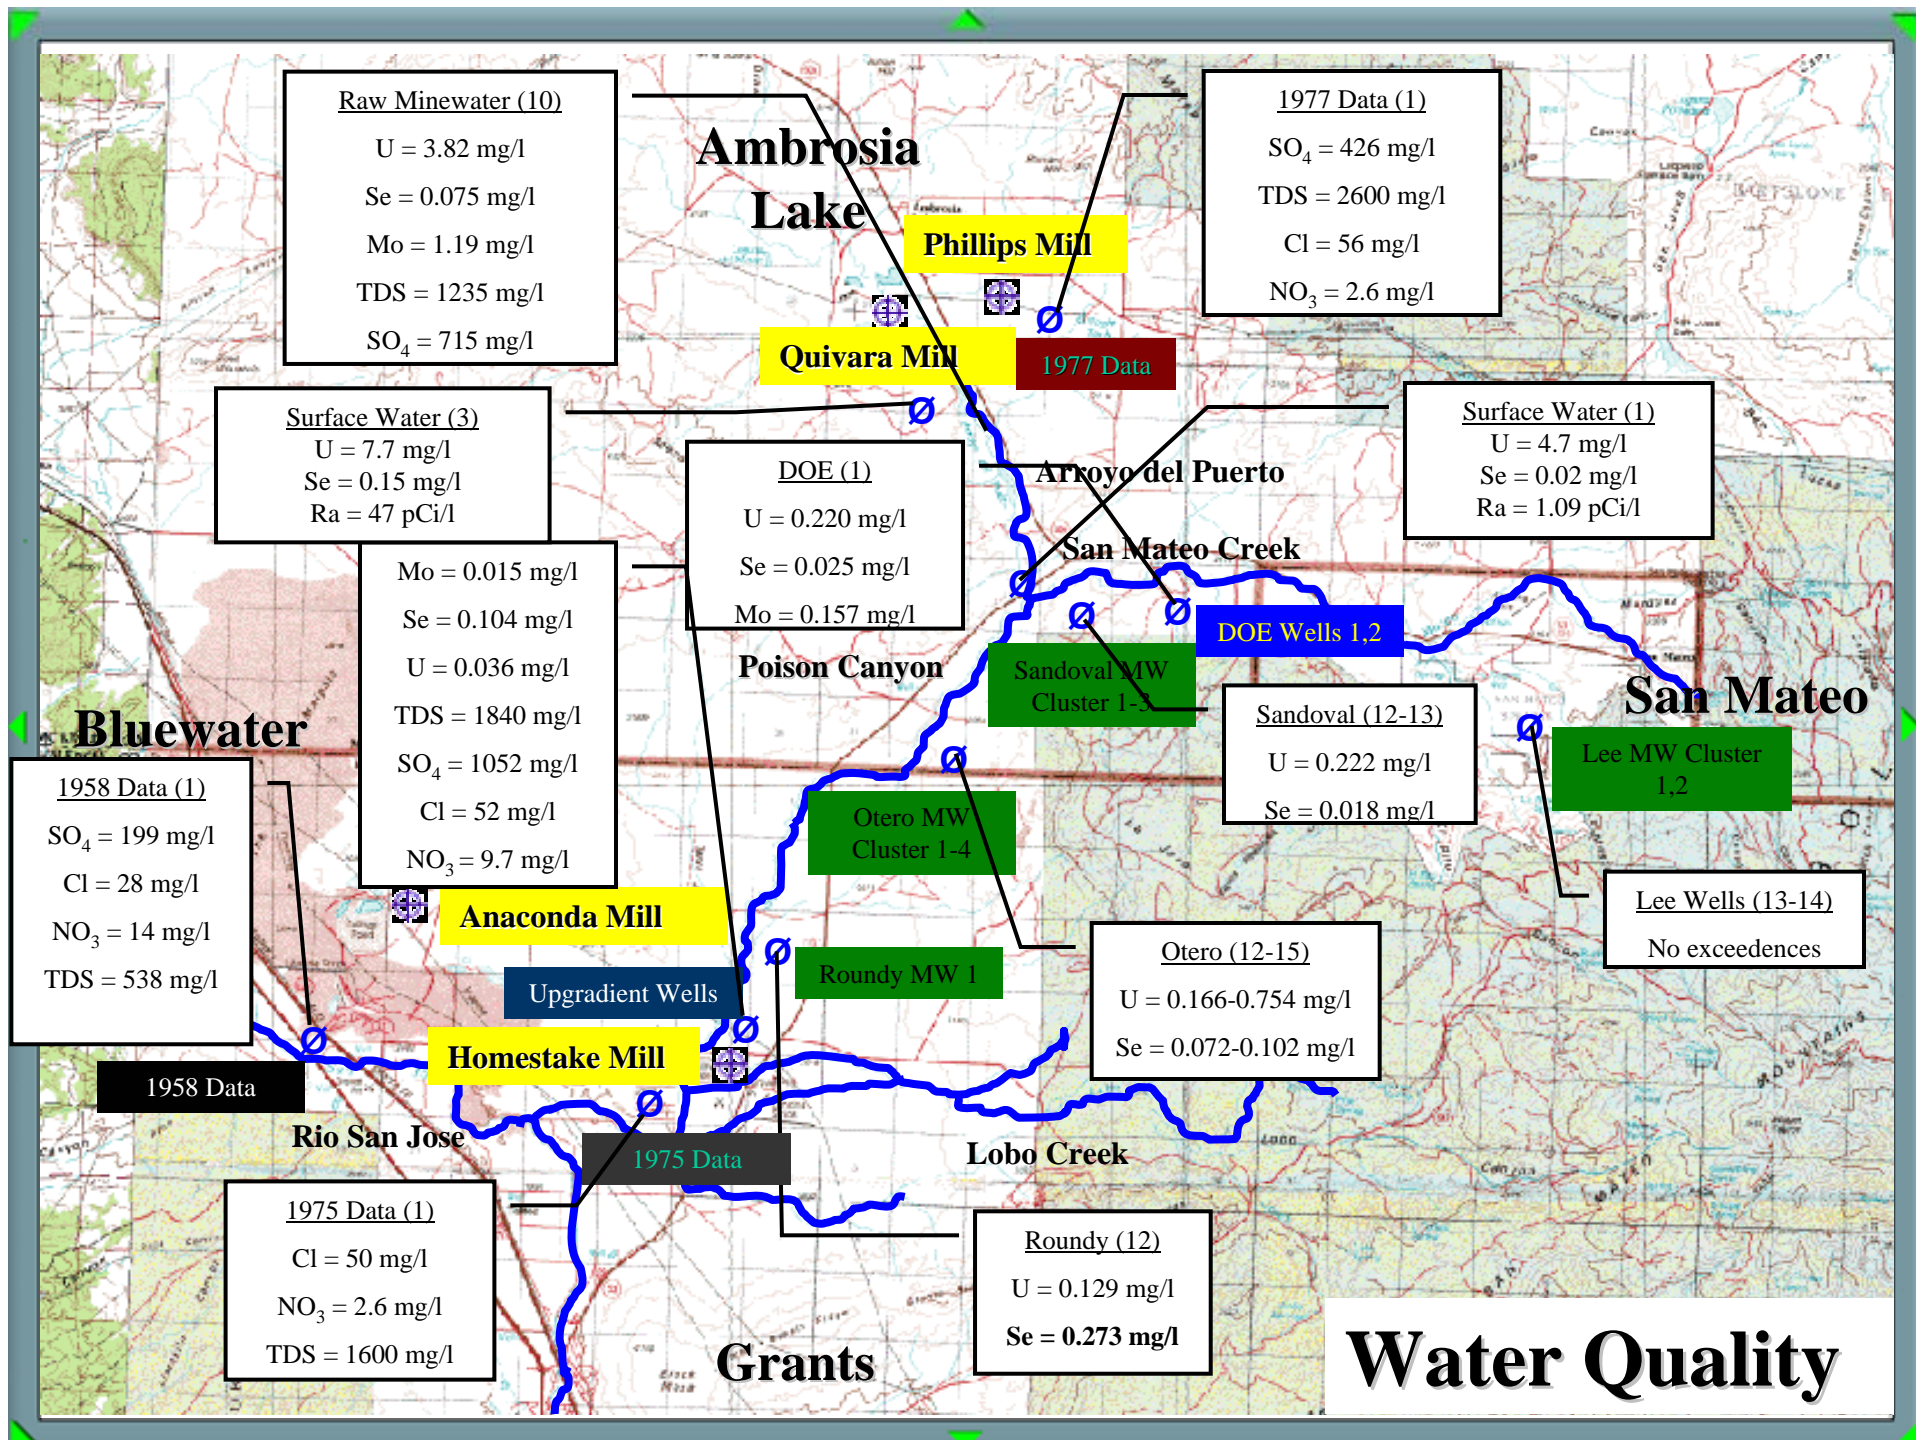 Raw Minewater (10)
U = 3.82 mg/l
Se = 0.075 mg/l
Mo = 1.19 mg/l
TDS = 1235 mg/l
SO₄ = 715 mg/l
Ambrosia
Lake
1977 Data (1)
SO₄ = 426 mg/l
TDS = 2600 mg/l
Cl = 56 mg/l
NO₃ = 2.6 mg/l
Phillips Mill
Quivara Mill
1977 Data
Surface Water (3)
U = 7.7 mg/l
Se = 0.15 mg/l
Ra = 47 pCi/l
DOE (1)
U = 0.220 mg/l
Se = 0.025 mg/l
Mo = 0.157 mg/l
Surface Water (1)
U = 4.7 mg/l
Se = 0.02 mg/l
Ra = 1.09 pCi/l
Arroyo del Puerto
San Mateo Creek
Mo = 0.015 mg/l
Se = 0.104 mg/l
U = 0.036 mg/l
TDS = 1840 mg/l
SO₄ = 1052 mg/l
Cl = 52 mg/l
NO₃ = 9.7 mg/l
DOE Wells 1,2
Poison Canyon
Sandoval MW
Cluster 1-3
Sandoval (12-13)
U = 0.222 mg/l
Se = 0.018 mg/l
San Mateo
Lee MW Cluster
1,2
Bluewater
1958 Data (1)
SO₄ = 199 mg/l
Cl = 28 mg/l
NO₃ = 14 mg/l
TDS = 538 mg/l
Otero MW
Cluster 1-4
Lee Wells (13-14)
No exceedences
Anaconda Mill
Upgradient Wells
Roundy MW 1
Otero (12-15)
U = 0.166-0.754 mg/l
Se = 0.072-0.102 mg/l
Homestake Mill
1958 Data
Rio San Jose
1975 Data
Lobo Creek
LOBO
Canyon
1975 Data (1)
Cl = 50 mg/l
NO₃ = 2.6 mg/l
TDS = 1600 mg/l
Roundy (12)
U = 0.129 mg/l
Se = 0.273 mg/l
Grants
Water Quality